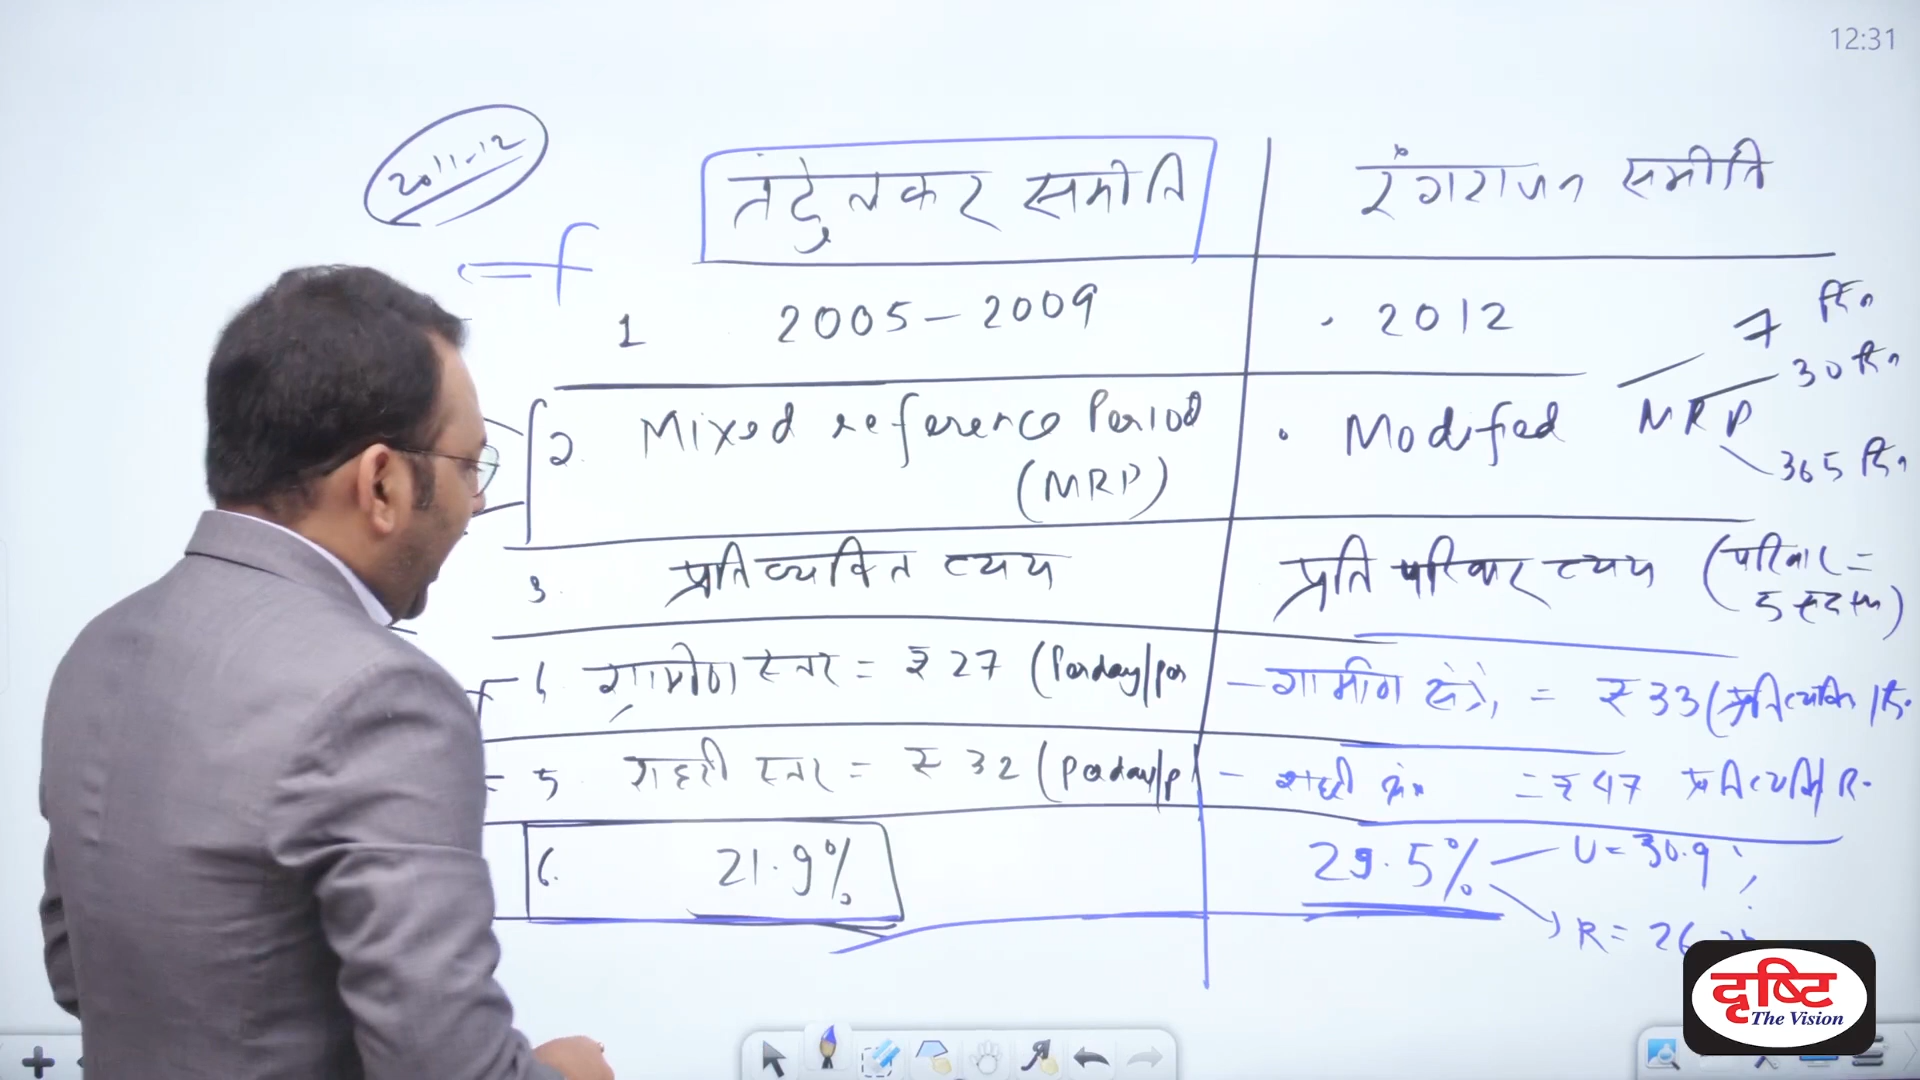 12:31
2011-12
तेंदुलकर समीति
रंगराजन समीति
1 2005-2009
• 2012
7 दिन
30 दिन
365 दिन
2. Mixed reference Period
(MRP)
• Modified MRP
3. प्रति व्यक्ति व्यय
प्रति परिवार व्यय (परिवार =
5 सदस्य)
ग्रामीण स्तर = ₹ 27 (Perday/per
- ग्रामीण क्षेत्र = ₹ 33 (प्रतिव्यक्ति/दि.
5 शहरी स्तर = ₹ 32 (Perday/p
- शहरी क्षेत्र = ₹ 47 प्रतिव्यक्ति/
6. 21.9%
29.5%
U = 30.9%
R = 26
दृष्टि
The Vision